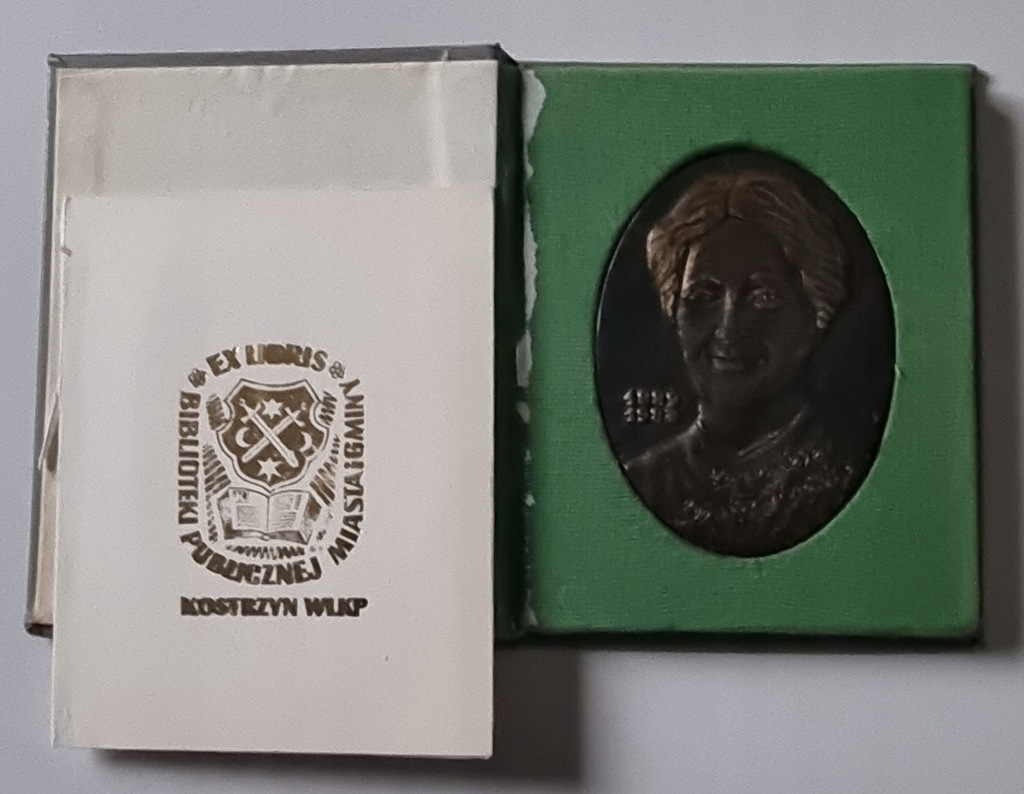 EX LIBRIS
BIBLIOTEKI PUBLICZNEJ MIASTA i GMINY
KOSTRZYN WLKP